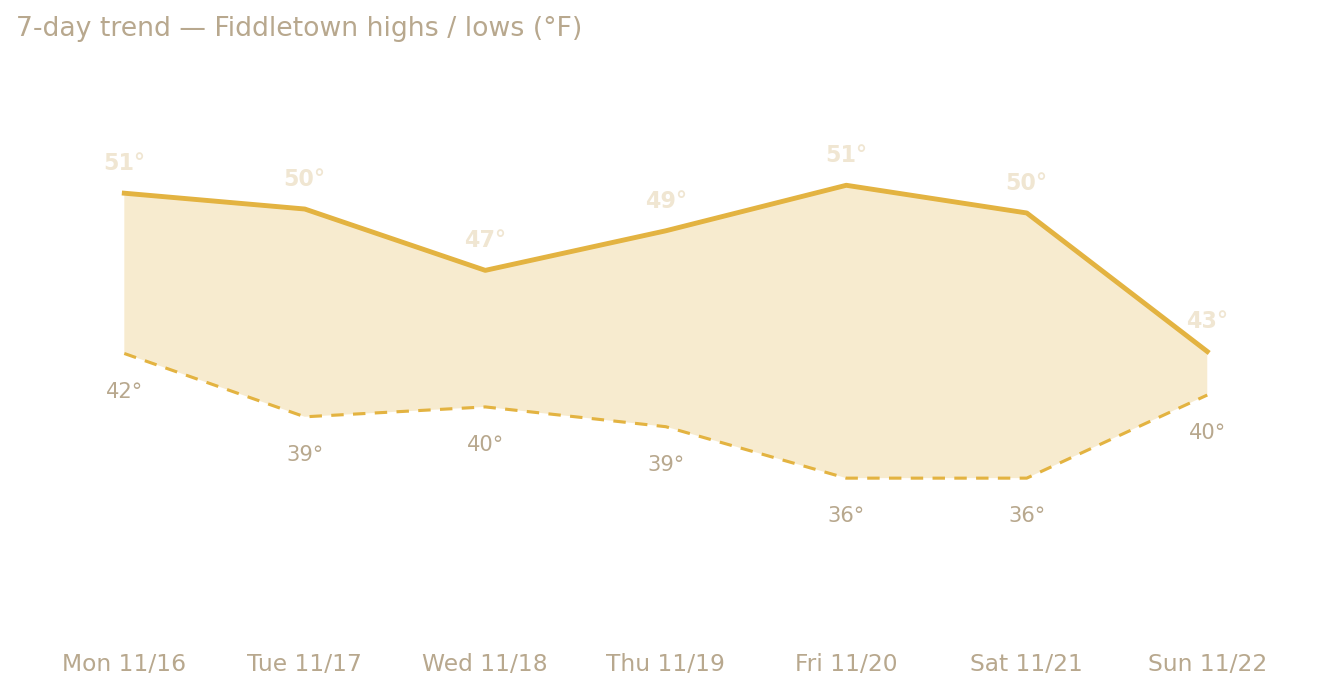 7-day trend — Fiddletown highs / lows (°F)
51° 50° 47° 49° 51° 50° 43°
42° 39° 40° 39° 36° 36° 40°
Mon 11/16 Tue 11/17 Wed 11/18 Thu 11/19 Fri 11/20 Sat 11/21 Sun 11/22